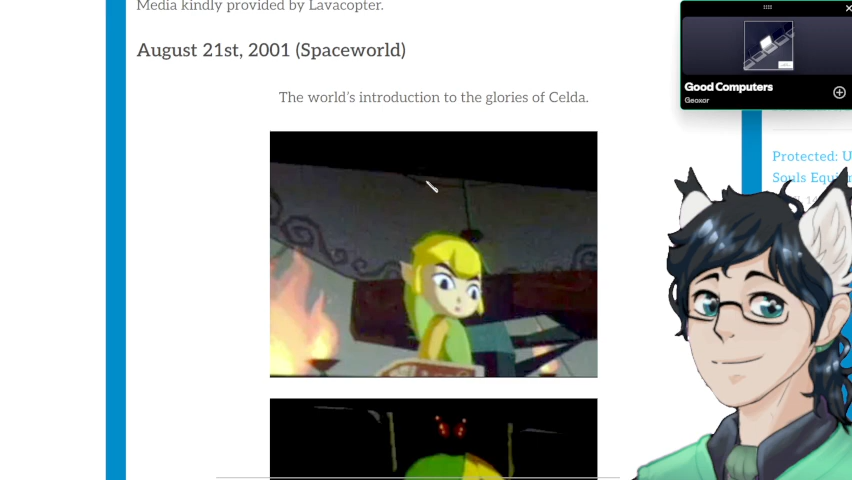 Media kindly provided by Lavacopter.
August 21st, 2001 (Spaceworld)
The world's introduction to the glories of Celda.
Good Computers
Geoxor
Protected: U
Souls Equi